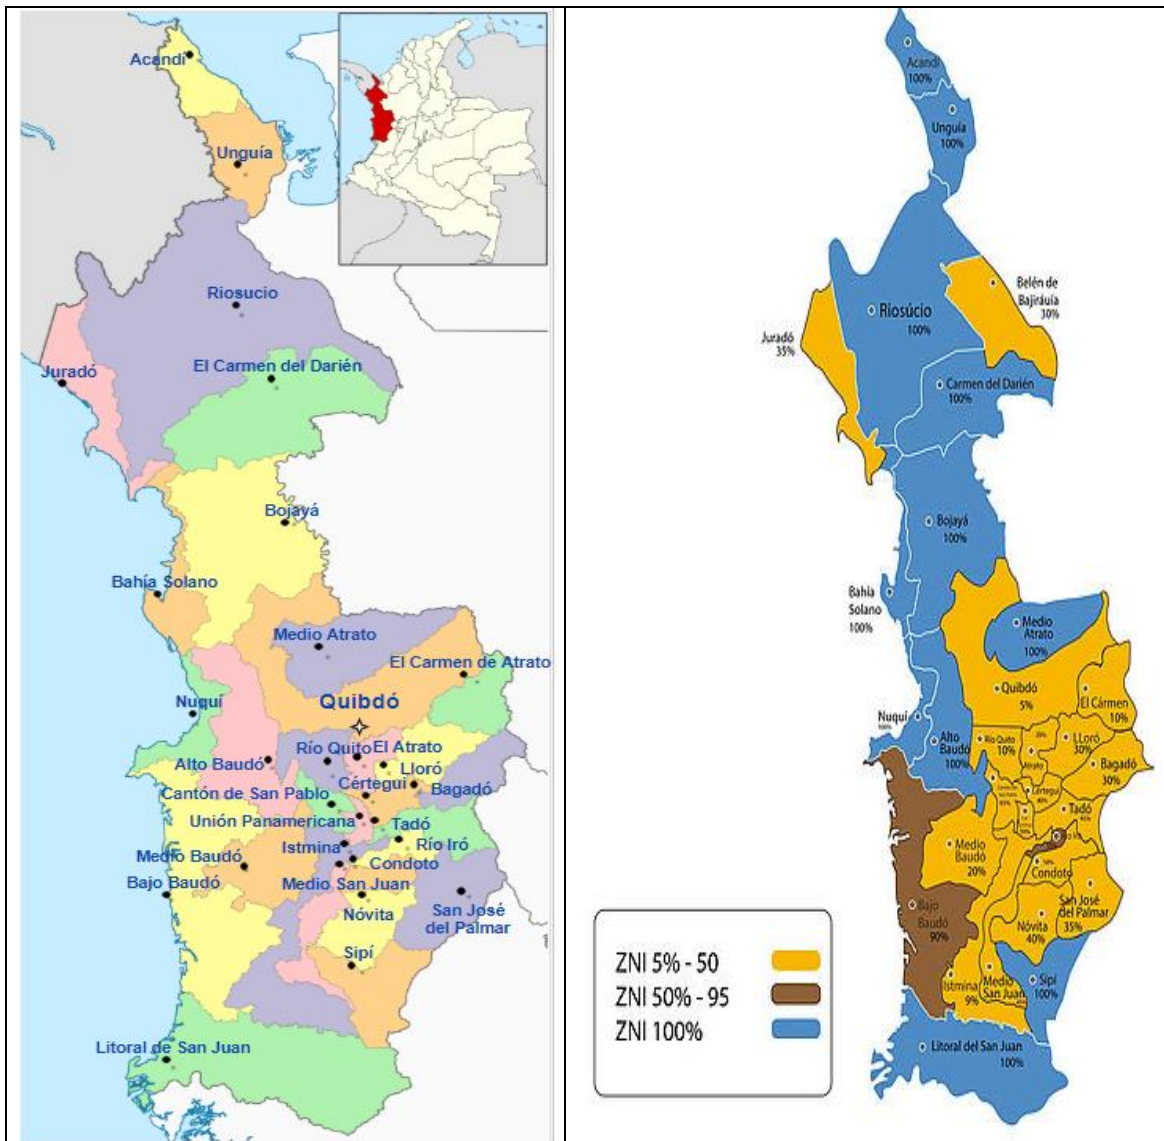 Acandí
Unguía
Riosucio
El Carmen del Darién
Juradó
Bojayá
Bahía Solano
Medio Atrato
El Carmen de Atrato
Quibdó
Nuquí
Río Quito
El Atrato
Alto Baudó
Lloró
Cértegui
Bagadó
Cantón de San Pablo
Unión Panamericana
Tadó
Istmina
Río Iró
Medio Baudó
Condoto
Bajo Baudó
Medio San Juan
Nóvita
San José
del Palmar
Sipí
Litoral de San Juan
Acandí
100%
Unguía
100%
Belén de
Bajiráuía
30%
Riosúcio
100%
Juradó
35%
Carmen del Darién
100%
Bojayá
100%
Bahía
Solano
100%
Medio
Atrato
100%
Quibdó
5%
El Cármen
10%
Nuquí
100%
Alto
Baudó
100%
Río Quito
10%
Atrato
LLoró
30%
Bagadó
30%
Cértegui
Tadó
Medio
Baudó
20%
Condoto
San José
del Palmar
35%
Bajo
Baudó
90%
Nóvita
40%
Istmina
9%
Medio
San Juan
Sipí
100%
Litoral del San Juan
100%
ZNI 5% - 50
ZNI 50% - 95
ZNI 100%